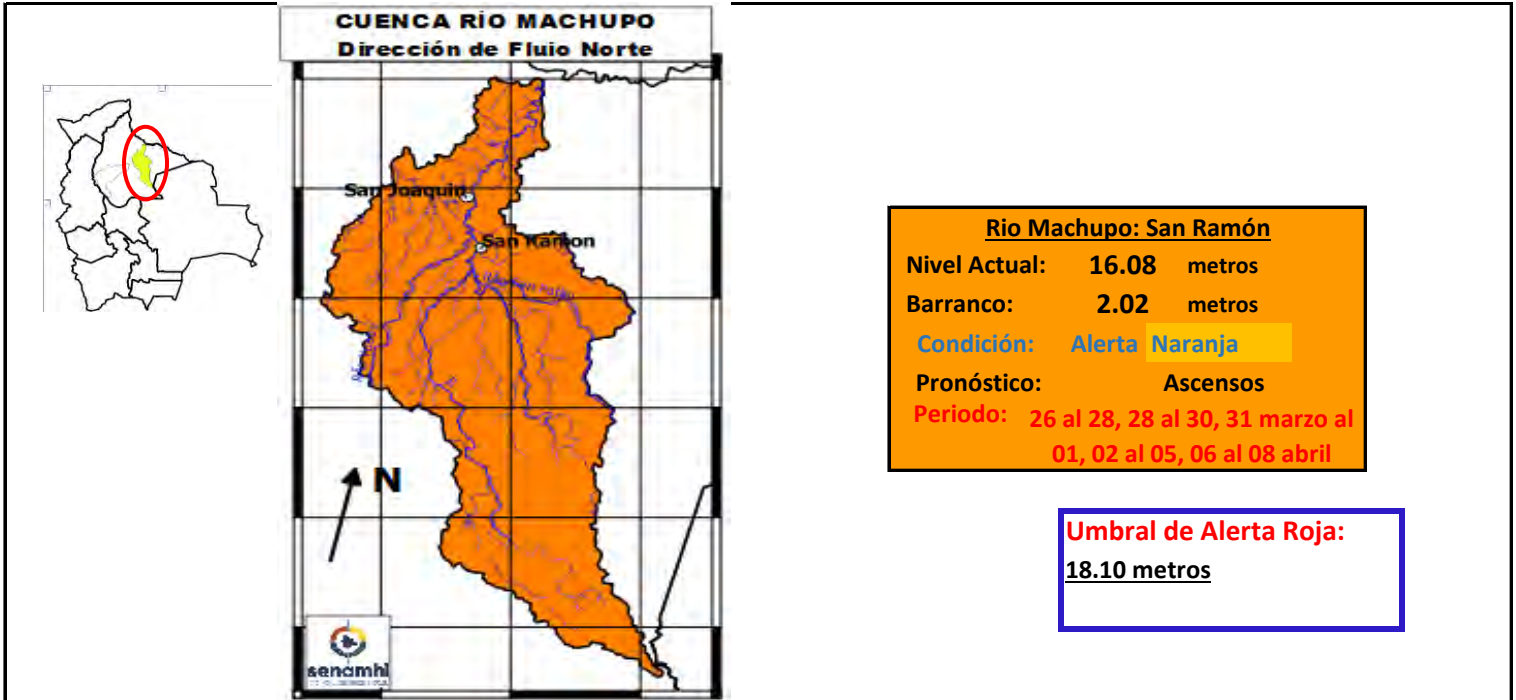 CUENCA RÍO MACHUPO
Dirección de Fluio Norte
San Joaquin
San Ramon
N
senamhi
Rio Machupo: San Ramón
Nivel Actual: 16.08 metros
Barranco: 2.02 metros
Condición: Alerta Naranja
Pronóstico: Ascensos
Periodo: 26 al 28, 28 al 30, 31 marzo al
01, 02 al 05, 06 al 08 abril
Umbral de Alerta Roja:
18.10 metros